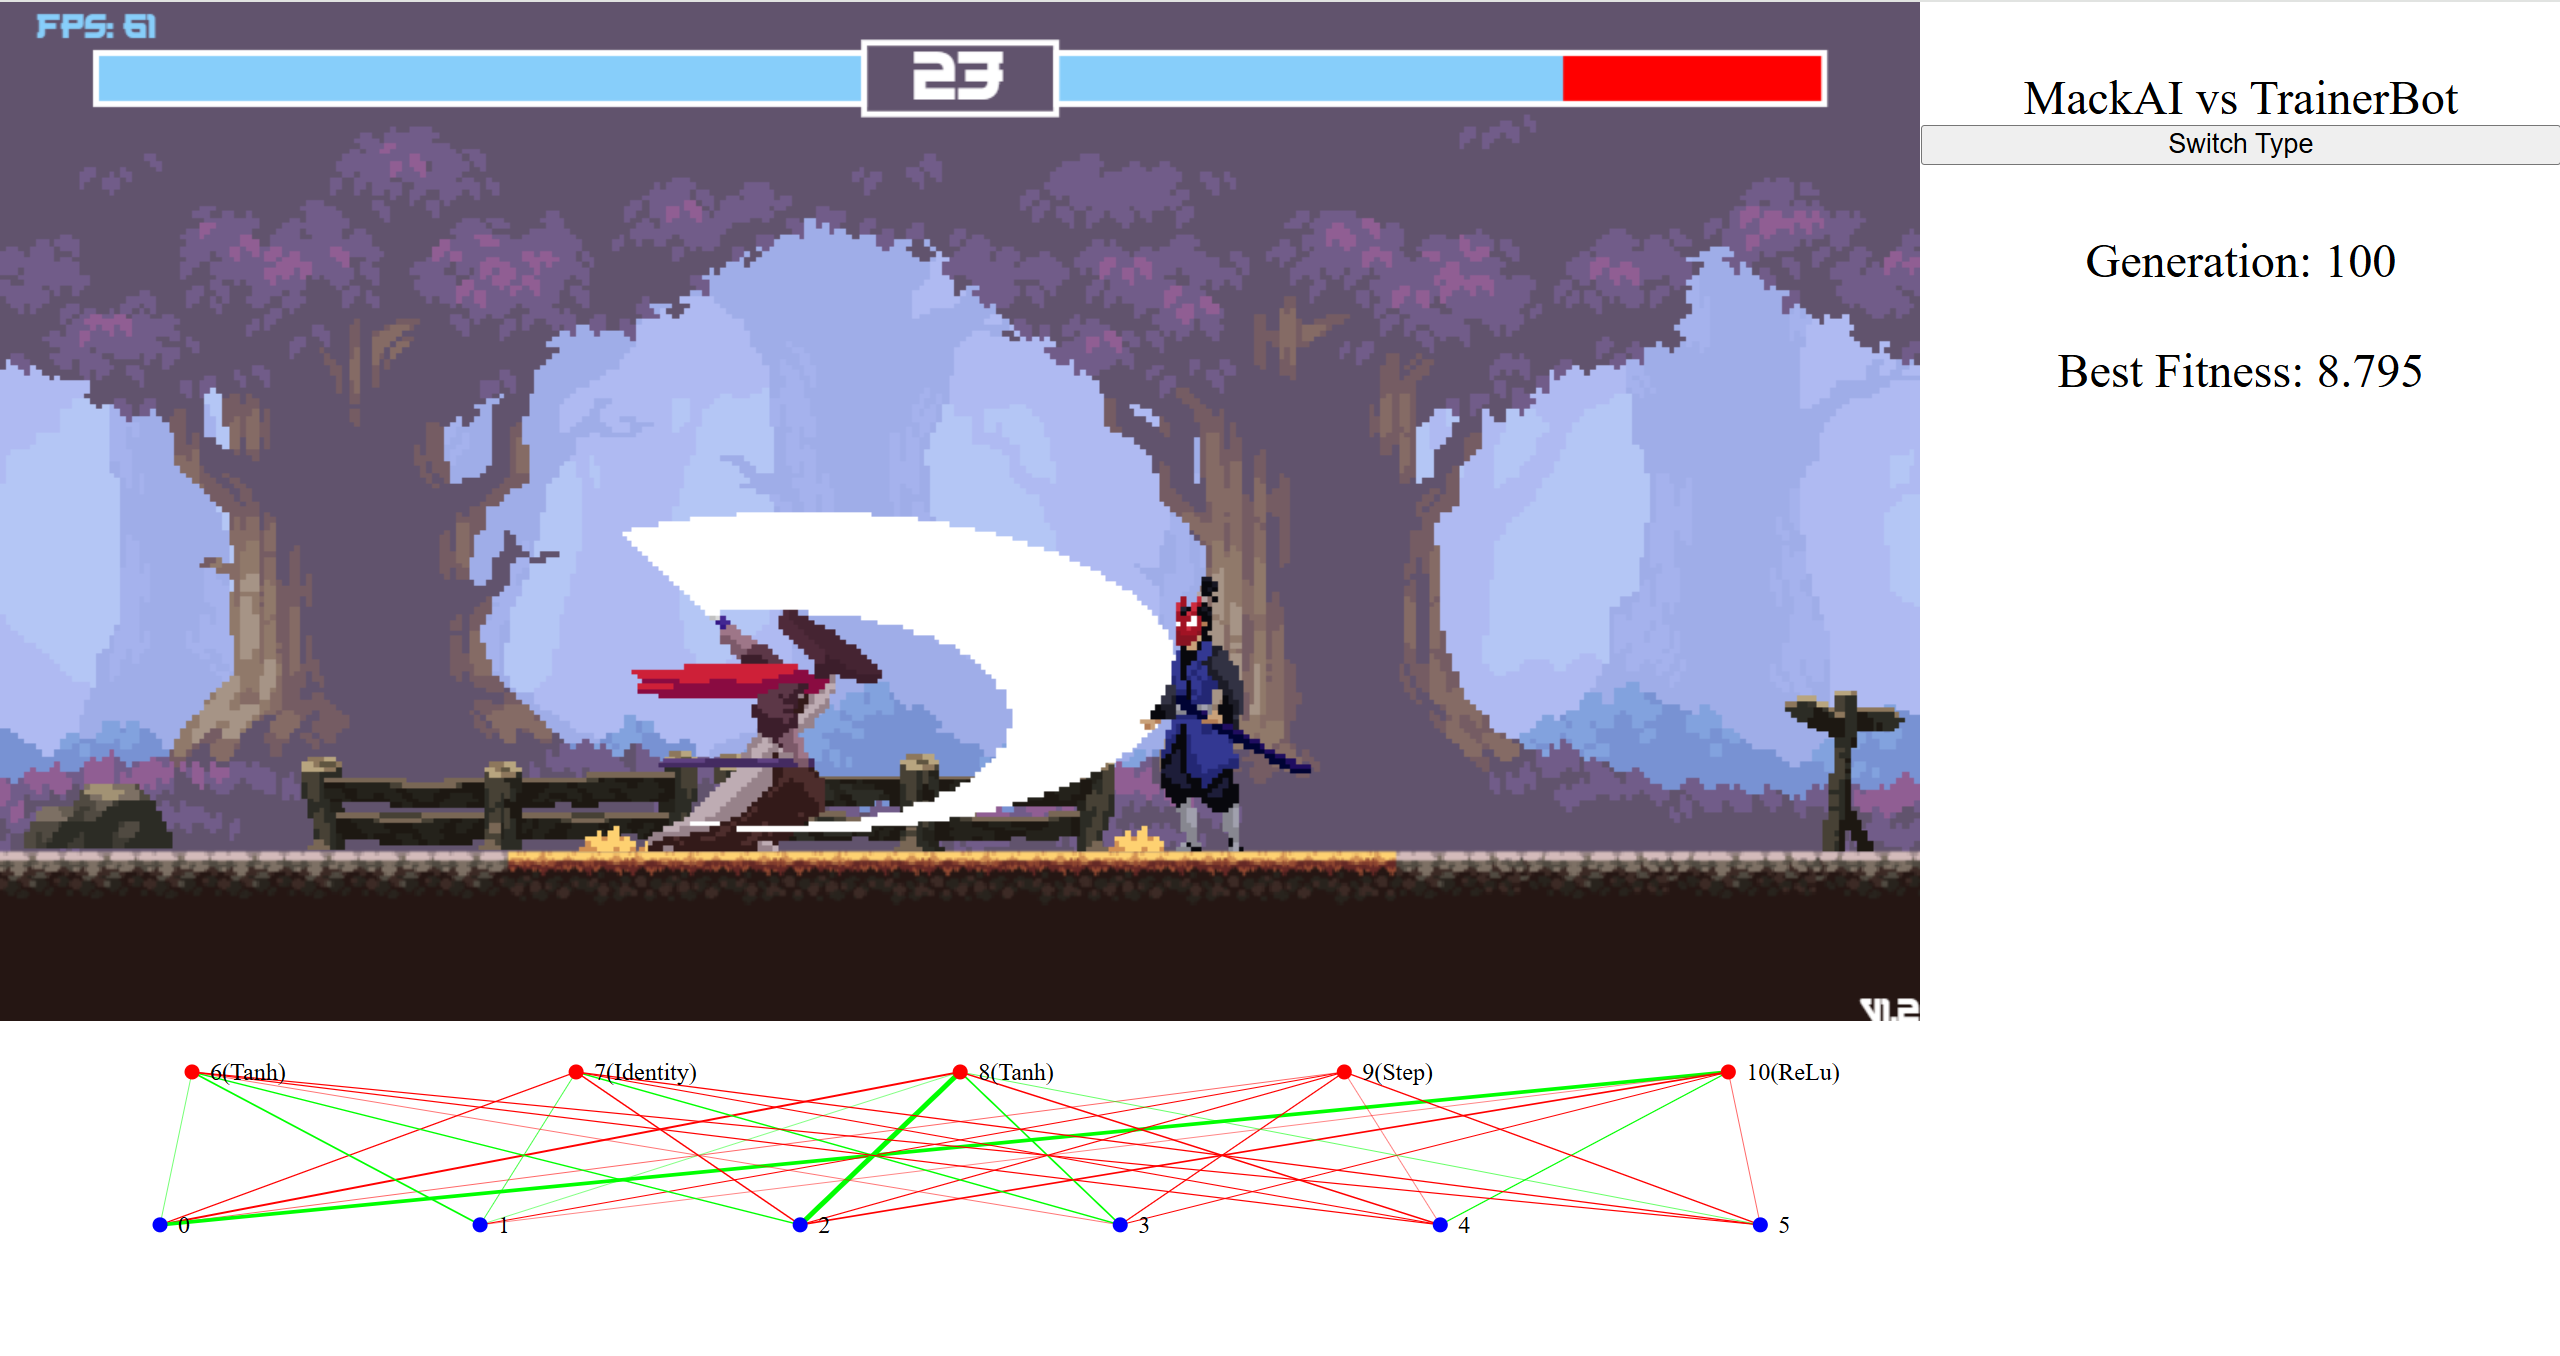 FPS: 61
23
MackAI vs TrainerBot
Switch Type
Generation: 100
Best Fitness: 8.795
V1.2
6(Tanh) 7(Identity) 8(Tanh) 9(Step) 10(ReLu)
0 1 2 3 4 5